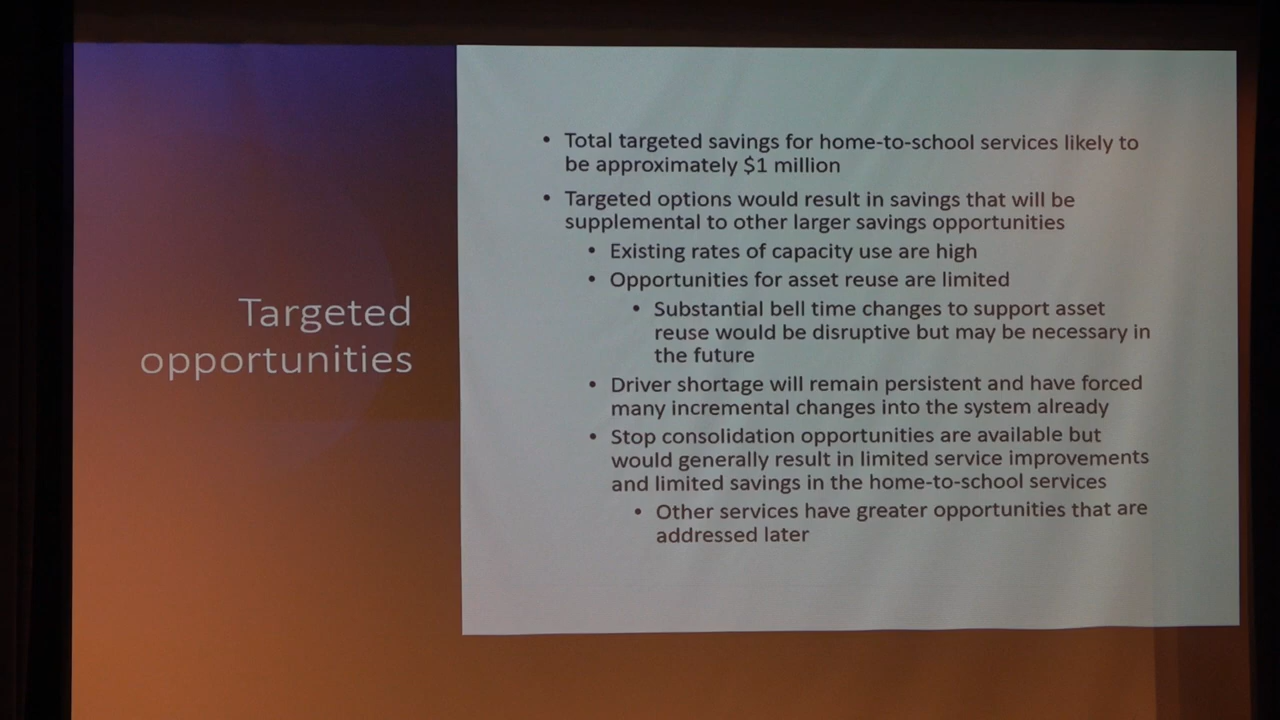 Targeted
opportunities
• Total targeted savings for home-to-school services likely to
be approximately $1 million
• Targeted options would result in savings that will be
supplemental to other larger savings opportunities
• Existing rates of capacity use are high
• Opportunities for asset reuse are limited
• Substantial bell time changes to support asset
reuse would be disruptive but may be necessary in
the future
• Driver shortage will remain persistent and have forced
many incremental changes into the system already
• Stop consolidation opportunities are available but
would generally result in limited service improvements
and limited savings in the home-to-school services
• Other services have greater opportunities that are
addressed later